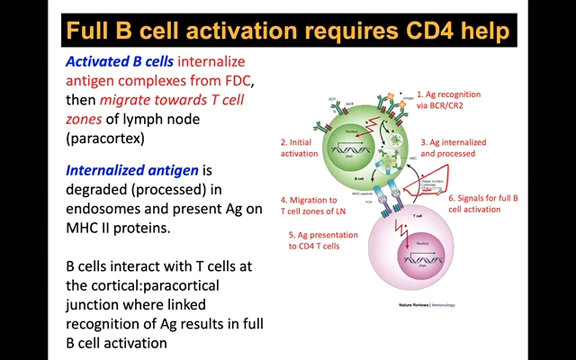 Full B cell activation requires CD4 help
Activated B cells internalize
antigen complexes from FDC,
then migrate towards T cell
zones of lymph node
(paracortex)
Internalized antigen is
degraded (processed) in
endosomes and present Ag on
MHC II proteins.
B cells interact with T cells at
the cortical:paracortical
junction where linked
recognition of Ag results in full
B cell activation
1. Ag recognition
via BCR/CR2
2. Initial
activation
3. Ag internalized
and processed
4. Migration to
T cell zones of LN
5. Ag presentation
to CD4 T cells
6. Signals for full B
cell activation
Antigen
Nucleus
DNA
B cell
T cell
Nucleus
DNA
Nature Reviews | Immunology